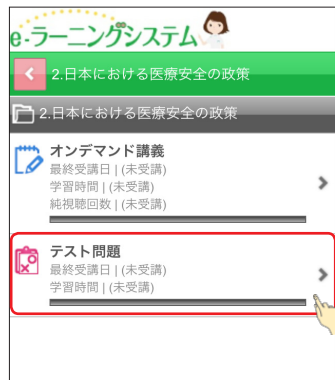 e-ラーニングシステム
2.日本における医療安全の政策
2.日本における医療安全の政策
オンデマンド講義
最終受講日 | (未受講)
学習時間 | (未受講)
純視聴回数 | (未受講)
テスト問題
最終受講日 | (未受講)
学習時間 | (未受講)